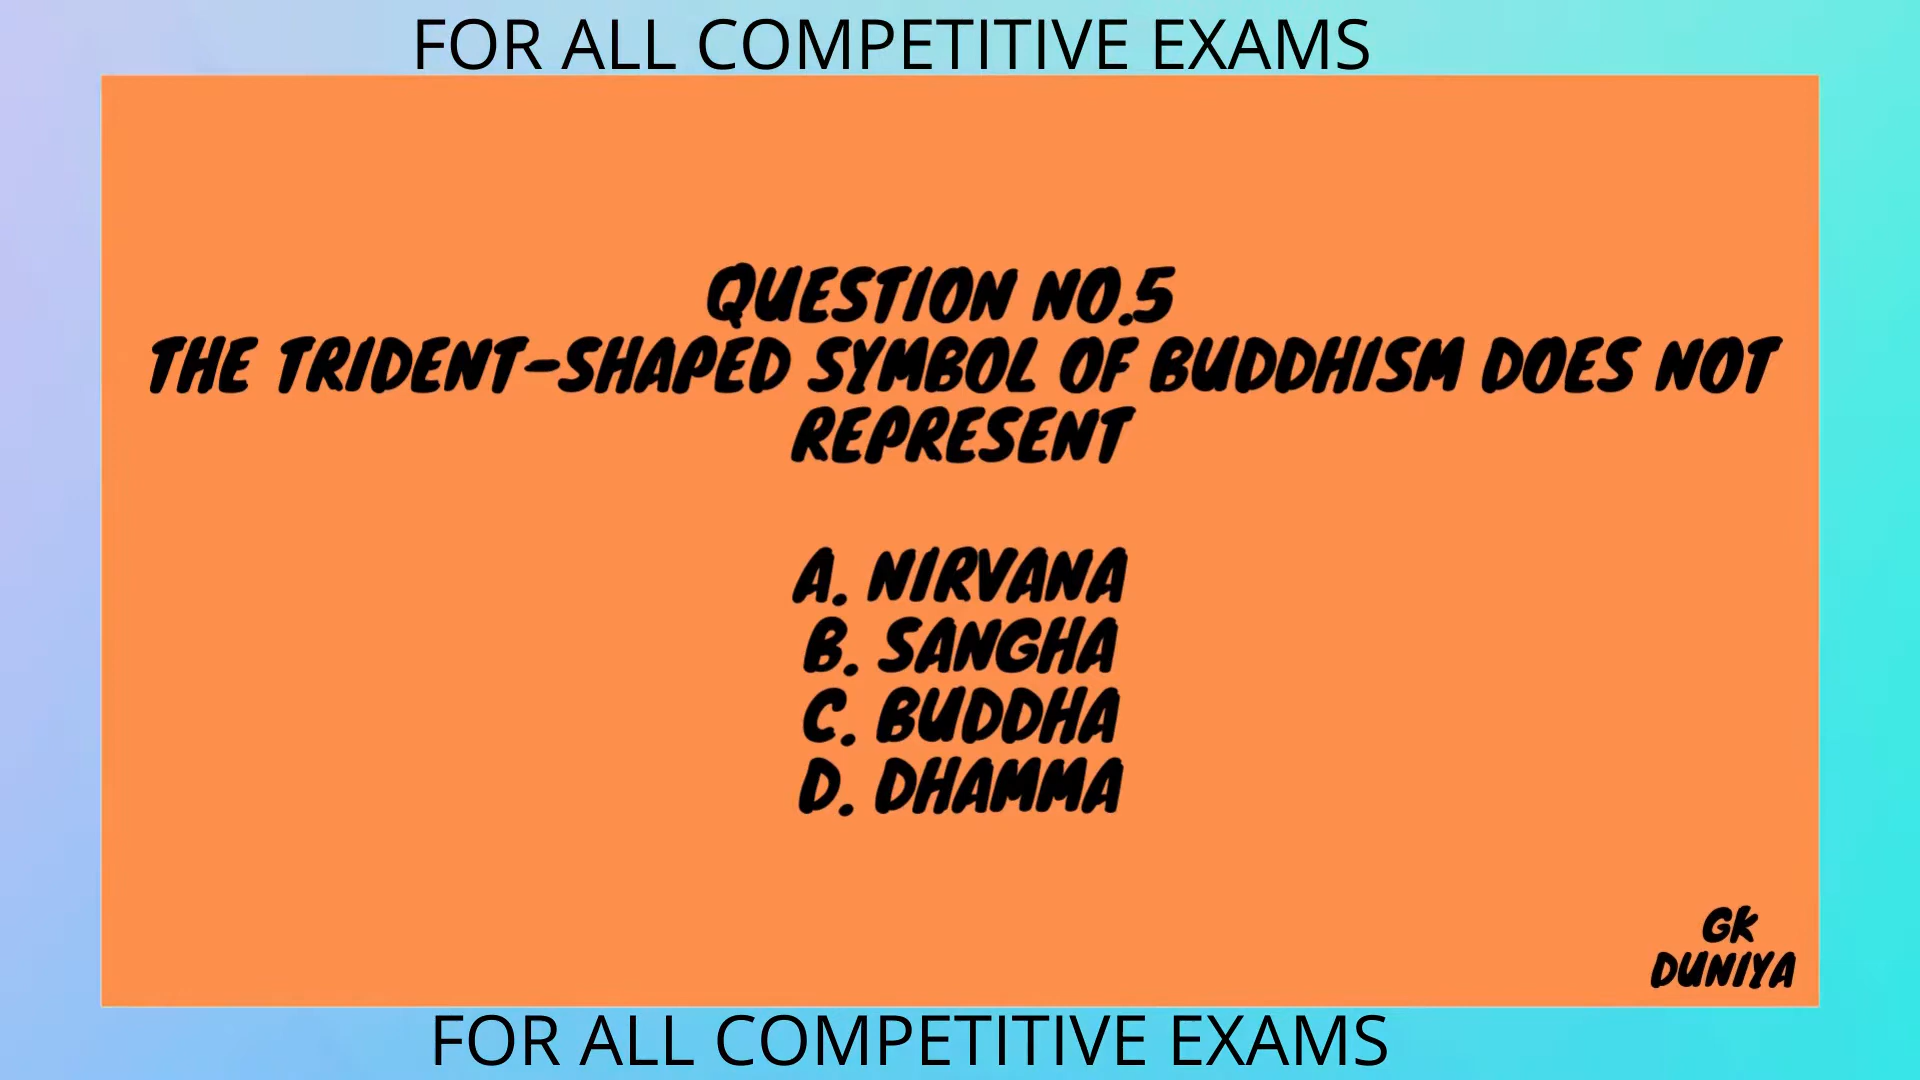 FOR ALL COMPETITIVE EXAMS
QUESTION NO.5
THE TRIDENT-SHAPED SYMBOL OF BUDDHISM DOES NOT
REPRESENT
A. NIRVANA
B. SANGHA
C. BUDDHA
D. DHAMMA
GK
DUNIYA
FOR ALL COMPETITIVE EXAMS